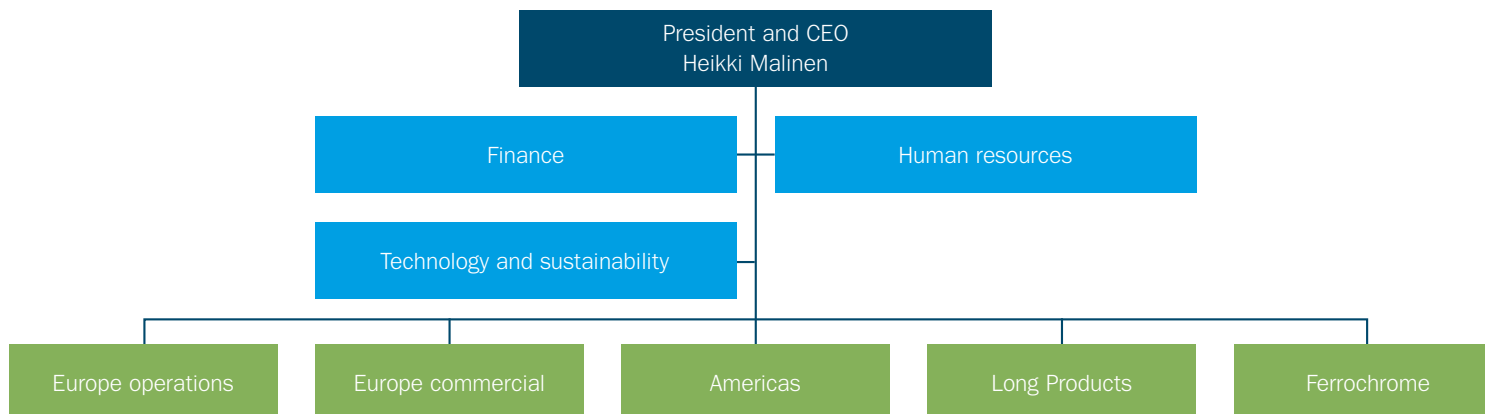 President and CEO
Heikki Malinen
Finance
Human resources
Technology and sustainability
Europe operations
Europe commercial
Americas
Long Products
Ferrochrome